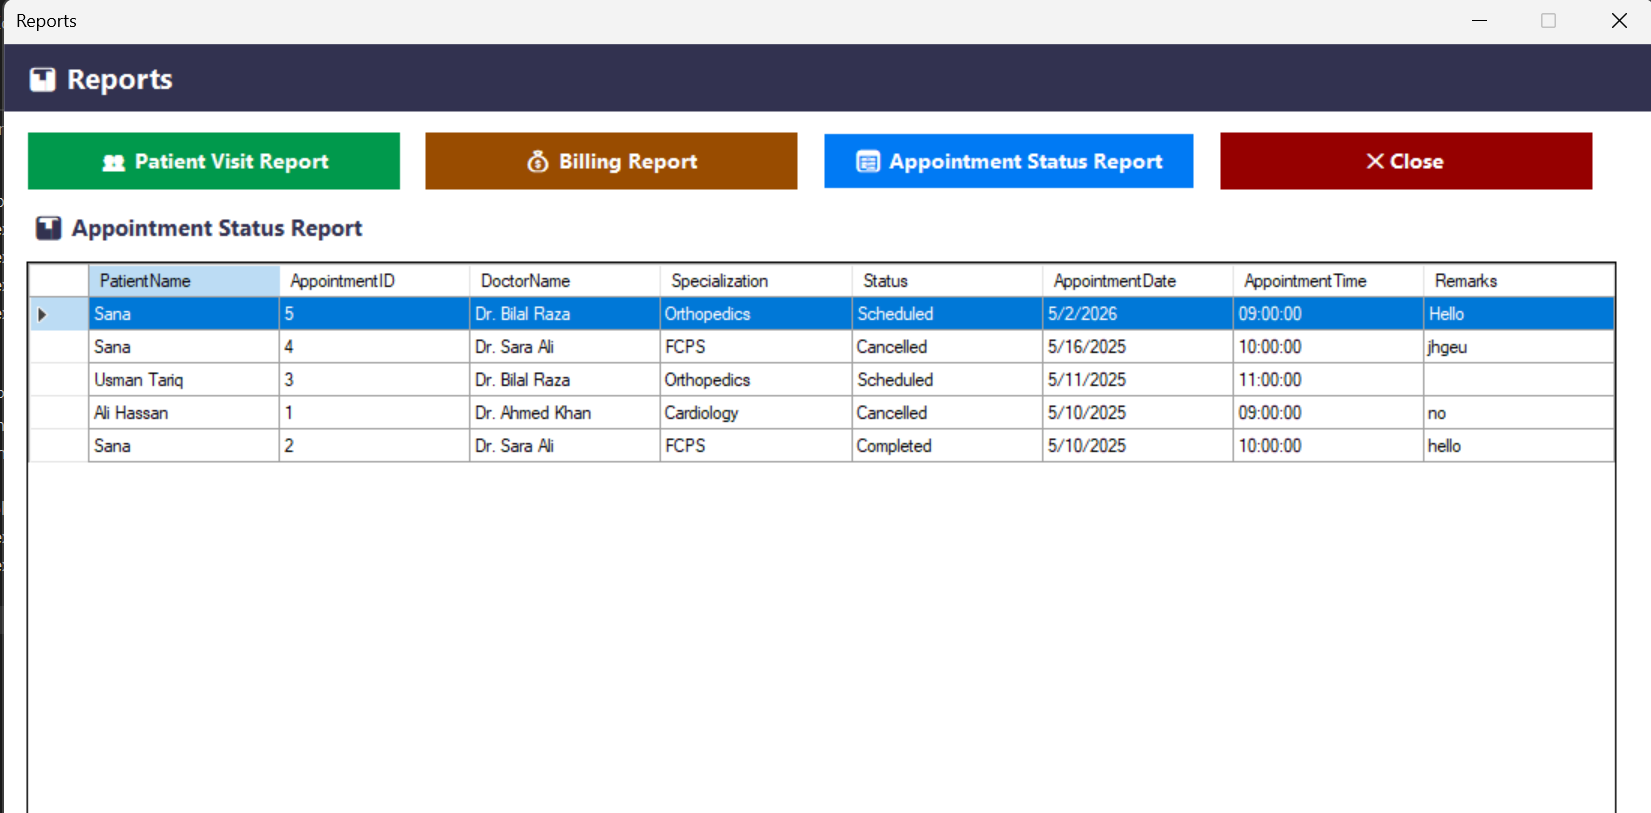 Reports
Reports
Patient Visit Report Billing Report Appointment Status Report Close
Appointment Status Report
PatientName AppointmentID DoctorName Specialization Status AppointmentDate AppointmentTime Remarks
Sana 5 Dr. Bilal Raza Orthopedics Scheduled 5/2/2026 09:00:00 Hello
Sana 4 Dr. Sara Ali FCPS Cancelled 5/16/2025 10:00:00 jhgeu
Usman Tariq 3 Dr. Bilal Raza Orthopedics Scheduled 5/11/2025 11:00:00
Ali Hassan 1 Dr. Ahmed Khan Cardiology Cancelled 5/10/2025 09:00:00 no
Sana 2 Dr. Sara Ali FCPS Completed 5/10/2025 10:00:00 hello